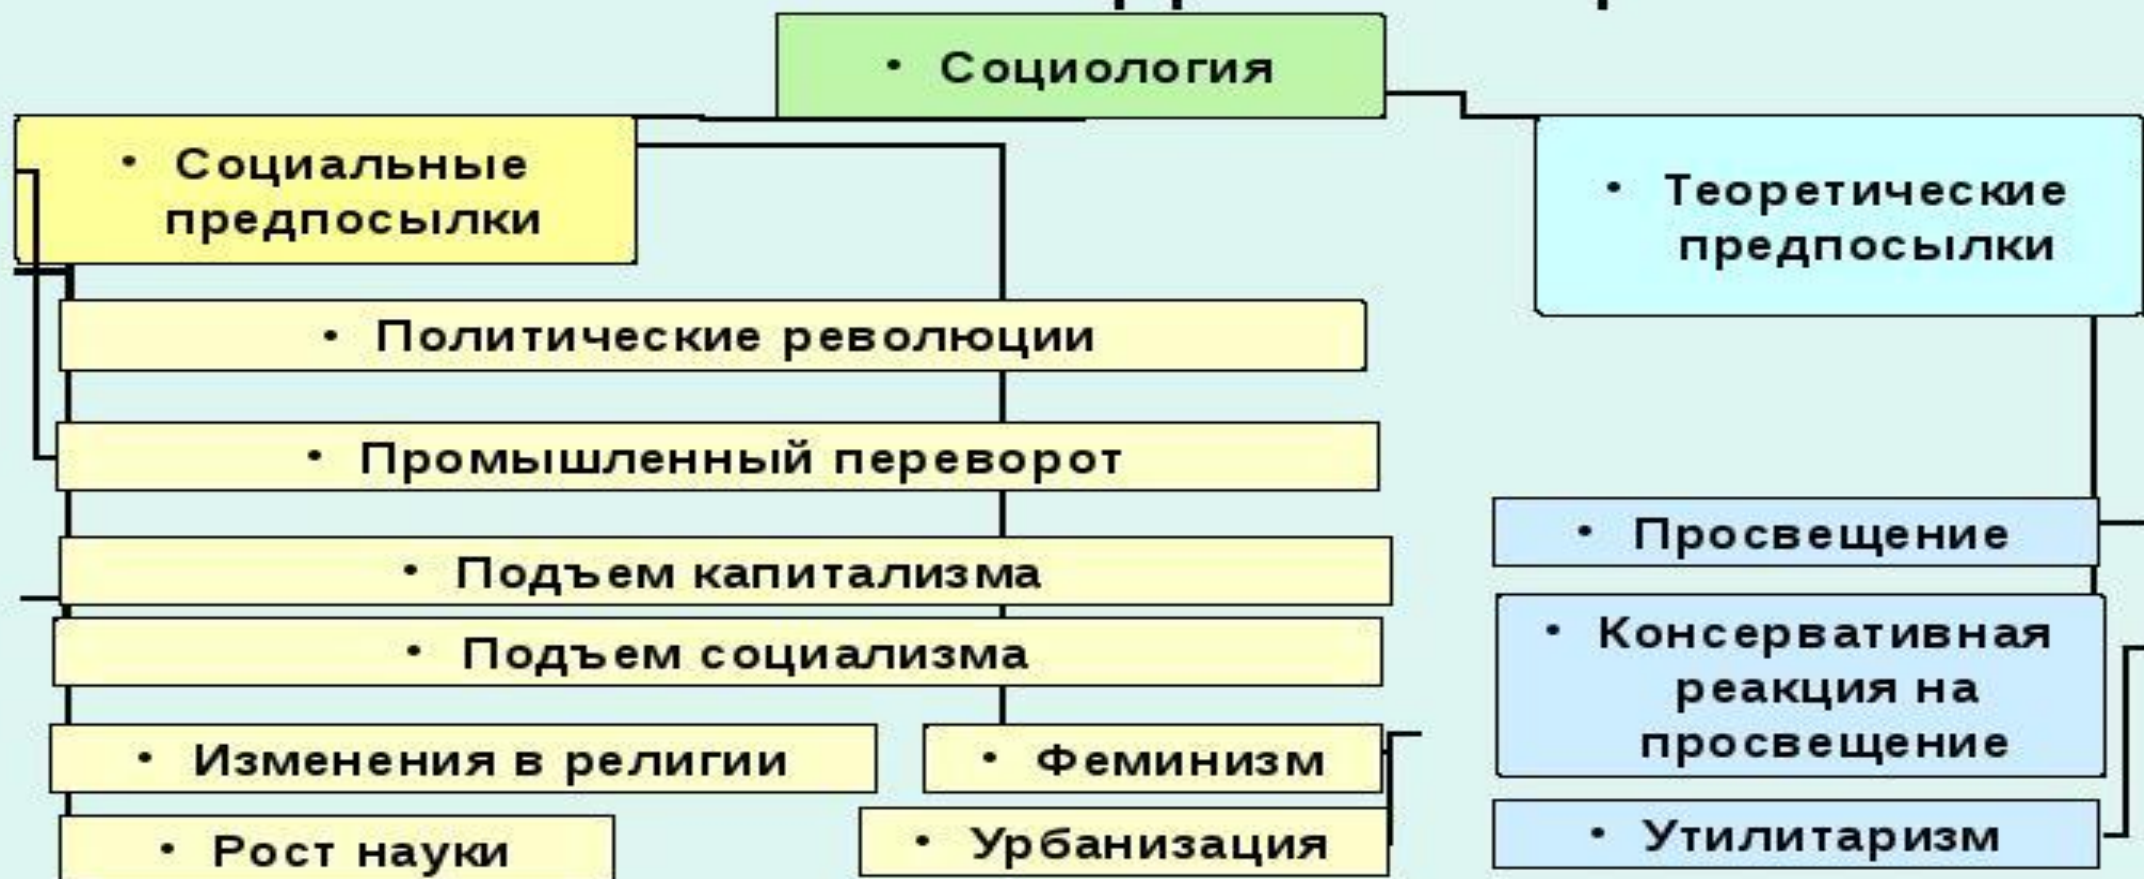 • Социология
• Социальные
предпосылки
• Теоретические
предпосылки
• Политические революции
• Промышленный переворот
• Подъем капитализма
• Подъем социализма
• Изменения в религии
• Феминизм
• Рост науки
• Урбанизация
• Просвещение
• Консервативная
реакция на
просвещение
• Утилитаризм